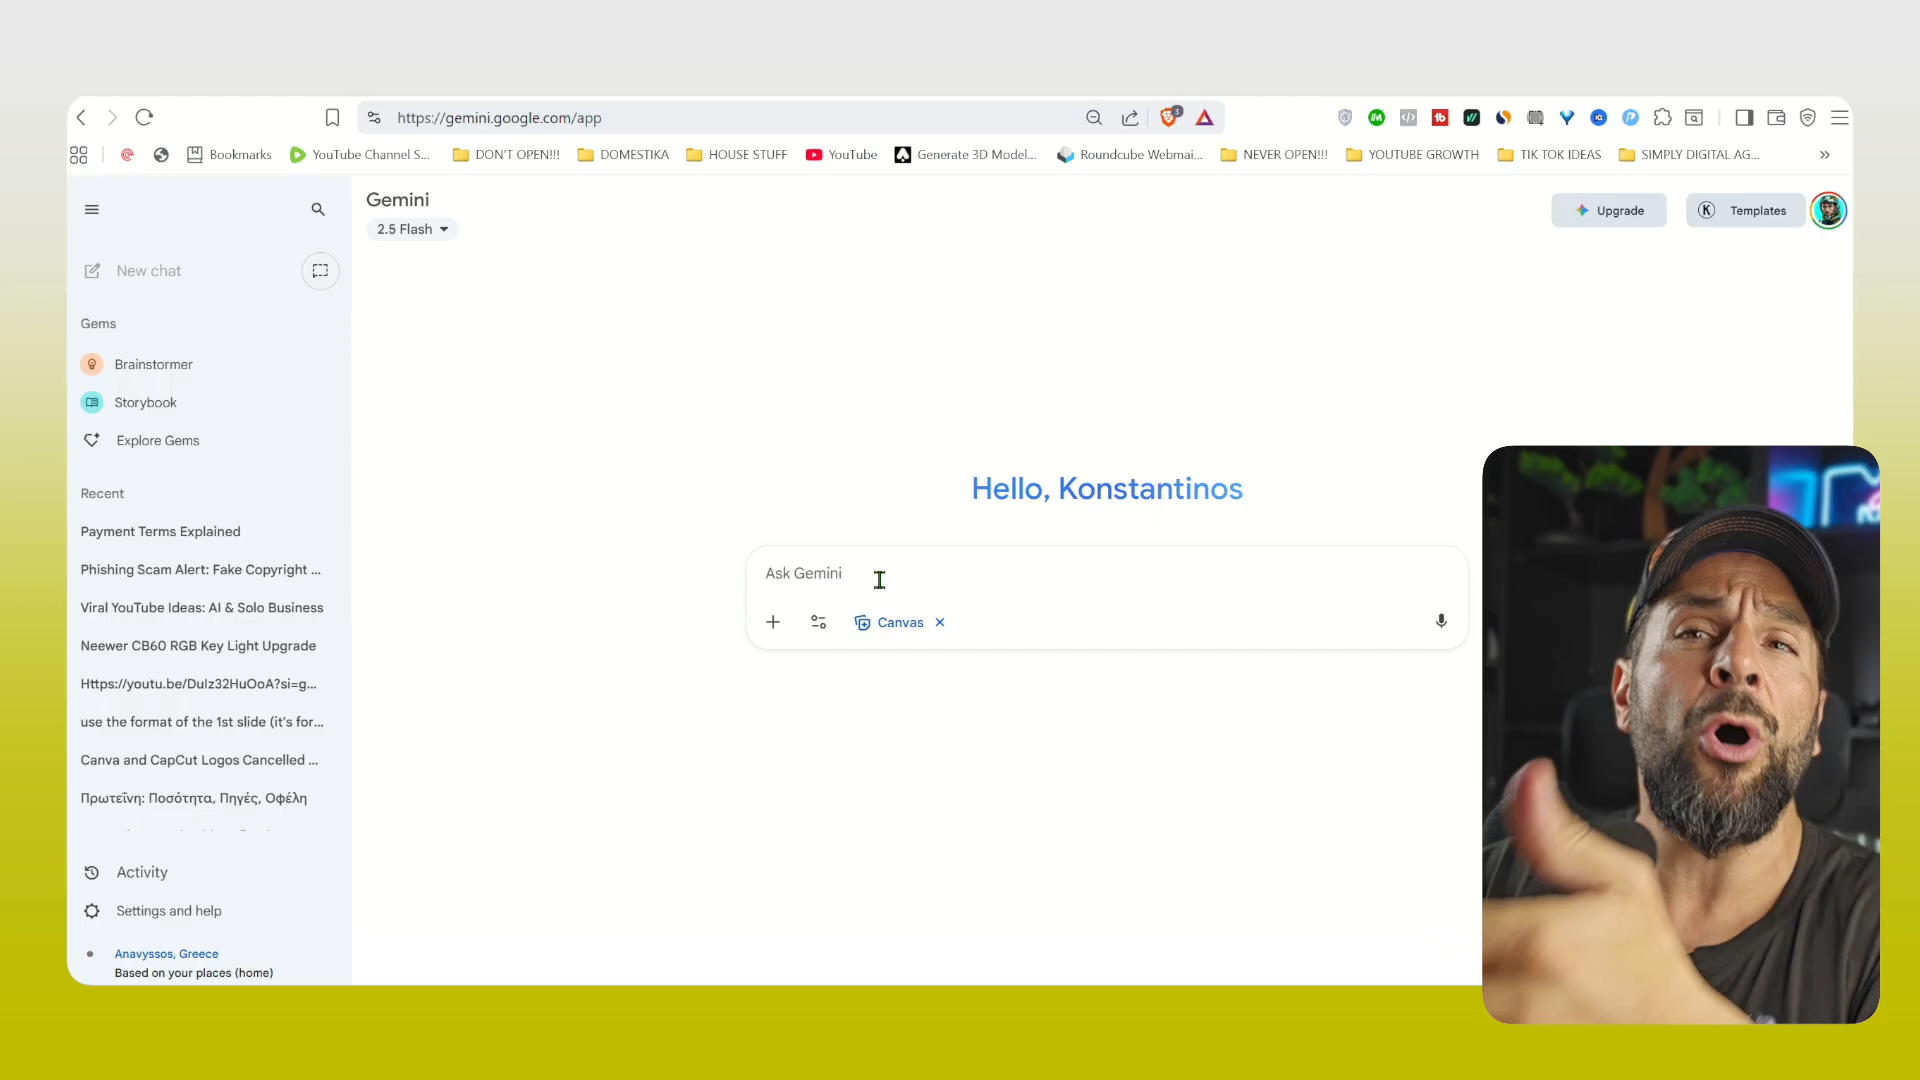 https://gemini.google.com/app
3
Bookmarks
YouTube Channel S...
DON'T OPEN!!!
DOMESTIKA
HOUSE STUFF
YouTube
Generate 3D Model...
Roundcube Webmai...
NEVER OPEN!!!
YOUTUBE GROWTH
TIK TOK IDEAS
SIMPLY DIGITAL AG...
Gemini
2.5 Flash
Upgrade
K Templates
New chat
Gems
Brainstormer
Storybook
Explore Gems
Recent
Payment Terms Explained
Phishing Scam Alert: Fake Copyright ...
Viral YouTube Ideas: AI & Solo Business
Neewer CB60 RGB Key Light Upgrade
Https://youtu.be/DuIz32HuOoA?si=g...
use the format of the 1st slide (it's for...
Canva and CapCut Logos Cancelled ...
Πρωτεΐνη: Ποσότητα, Πηγές, Οφέλη
Activity
Settings and help
Anavyssos, Greece
Based on your places (home)
Hello, Konstantinos
Ask Gemini
Canvas